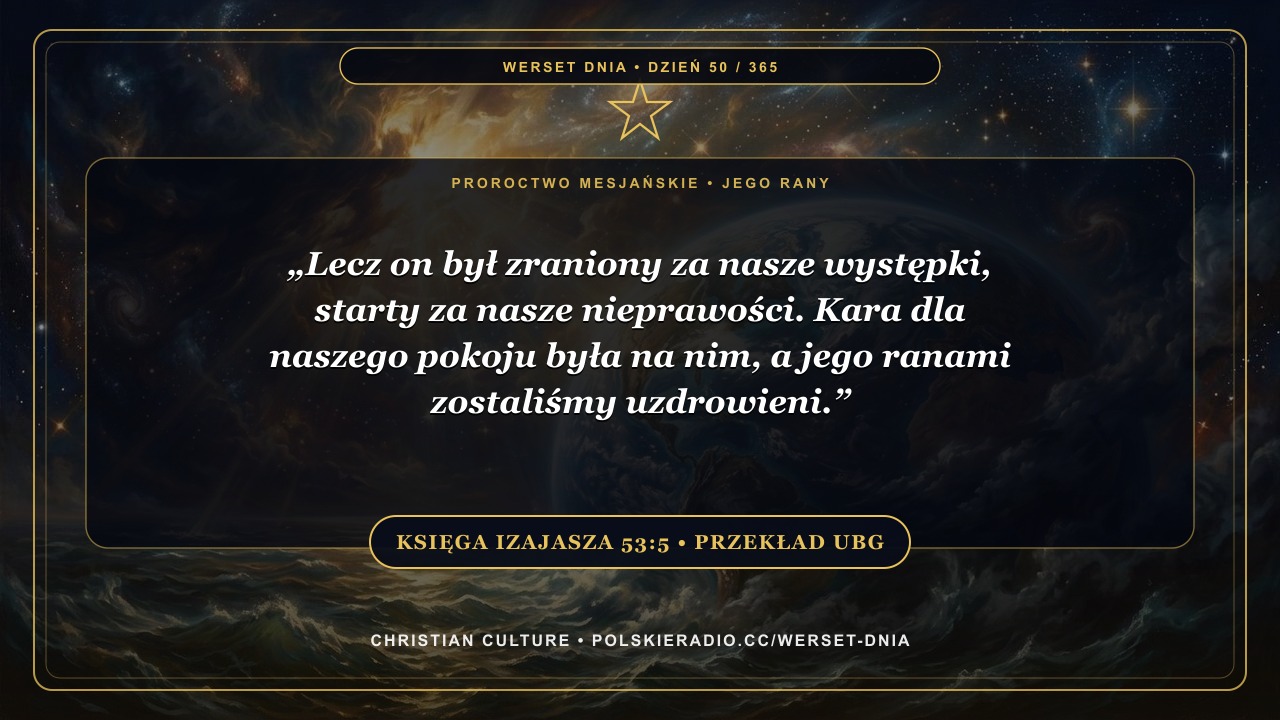 WERSET DNIA • DZIEŃ 50 / 365
PROROCTWO MESJAŃSKIE • JEGO RANY
„Lecz on był zraniony za nasze występki,
starty za nasze nieprawości. Kara dla
naszego pokoju była na nim, a jego ranami
zostaliśmy uzdrowieni.”
KSIĘGA IZAJASZA 53:5 • PRZEKŁAD UBG
CHRISTIAN CULTURE • POLSKIERADIO.CC/WERSET-DNIA